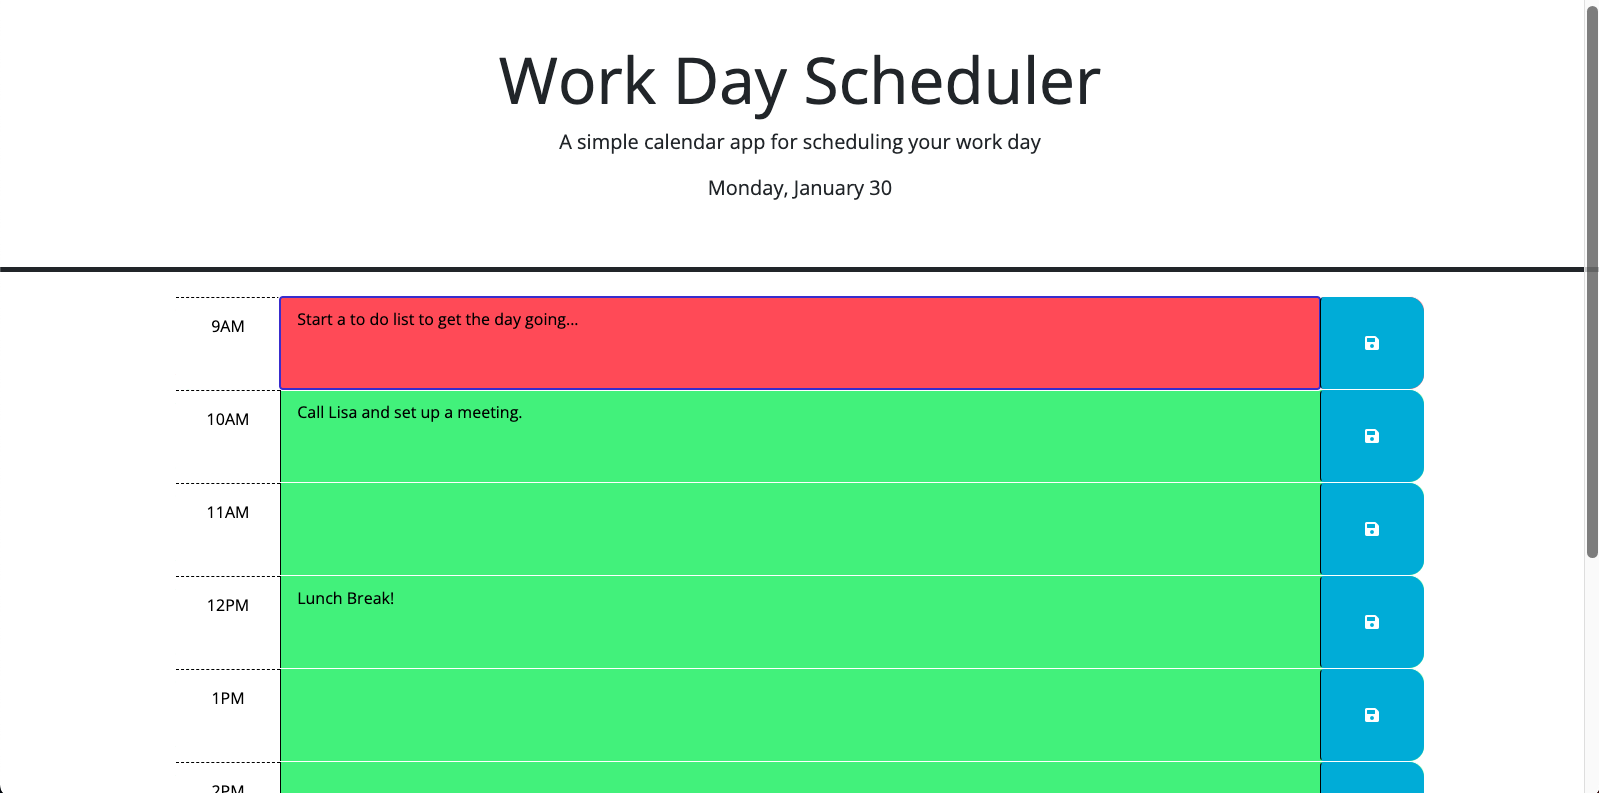 Work Day Scheduler
A simple calendar app for scheduling your work day
Monday, January 30
9AM
Start a to do list to get the day going...
10AM
Call Lisa and set up a meeting.
11AM
12PM
Lunch Break!
1PM
2PM